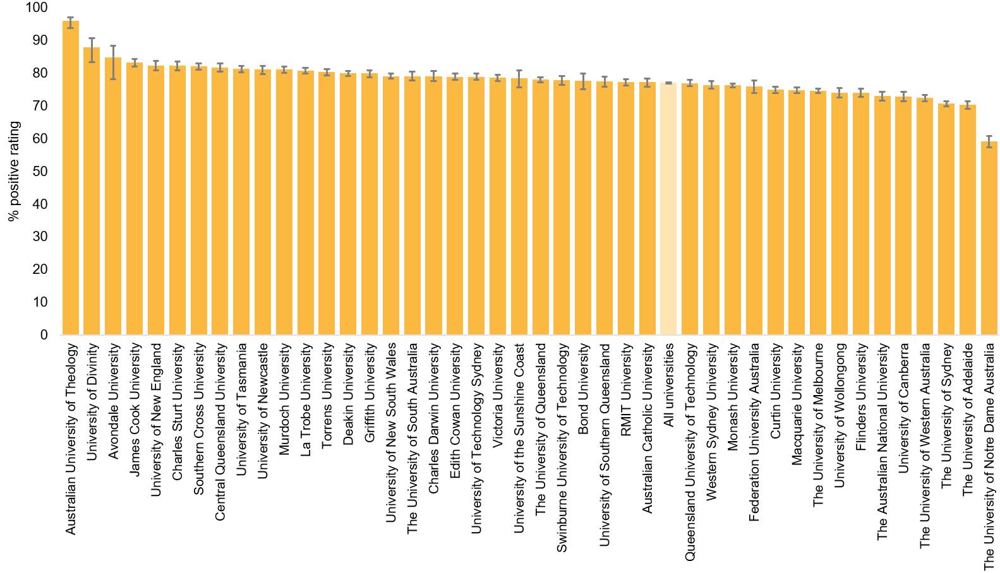 % positive rating
100
90
80
70
60
50
40
30
20
10
0
Australian University of Theology
University of Divinity
Avondale University
James Cook University
University of New England
Charles Sturt University
Southern Cross University
Central Queensland University
University of Tasmania
University of Newcastle
Murdoch University
La Trobe University
Torrens University
Deakin University
Griffith University
University of New South Wales
The University of South Australia
Charles Darwin University
Edith Cowan University
University of Technology Sydney
Victoria University
University of the Sunshine Coast
The University of Queensland
Swinburne University of Technology
Bond University
University of Southern Queensland
RMIT University
Australian Catholic University
All universities
Queensland University of Technology
Western Sydney University
Monash University
Federation University Australia
Curtin University
Macquarie University
The University of Melbourne
University of Wollongong
Flinders University
The Australian National University
University of Canberra
The University of Western Australia
The University of Sydney
The University of Adelaide
The University of Notre Dame Australia